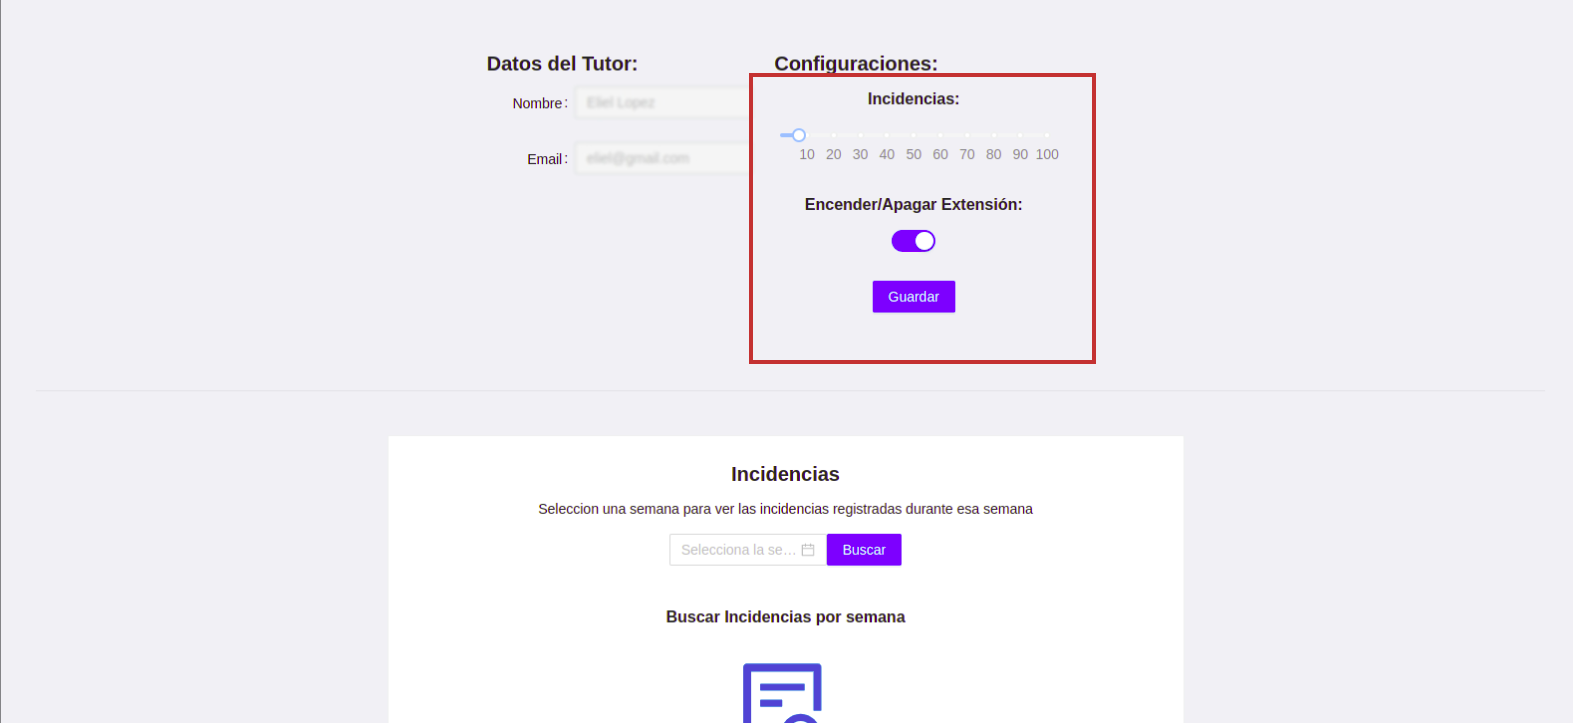 Datos del Tutor:
Nombre: Eliel Lopez
Email: eliel@gmail.com
Configuraciones:
Incidencias:
10 20 30 40 50 60 70 80 90 100
Encender/Apagar Extensión:
Guardar
Incidencias
Seleccion una semana para ver las incidencias registradas durante esa semana
Selecciona la se... Buscar
Buscar Incidencias por semana